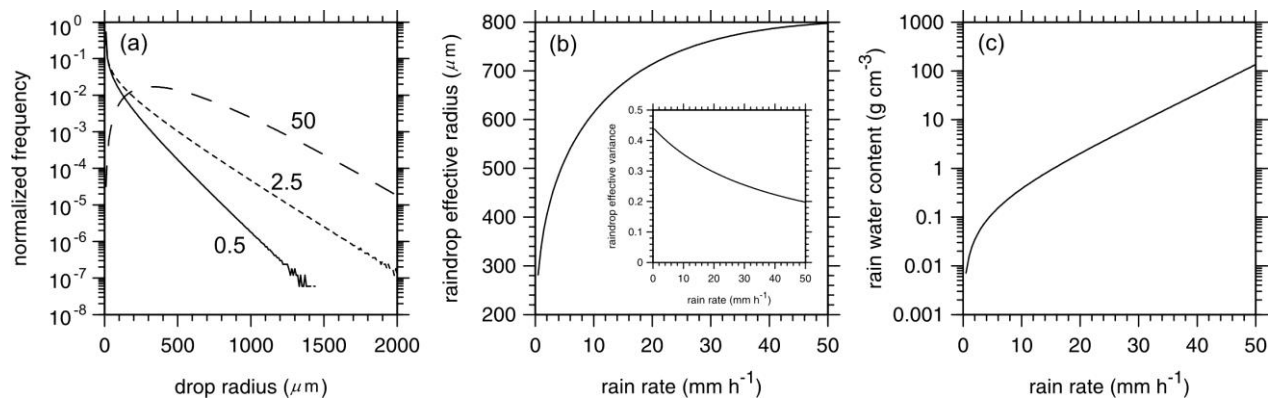 (a)
normalized frequency
10^0
10^-1
10^-2
10^-3
10^-4
10^-5
10^-6
10^-7
10^-8
50
2.5
0.5
0 500 1000 1500 2000
drop radius (μm)
(b)
raindrop effective radius (μm)
800
700
600
500
400
300
200
0 10 20 30 40 50
rain rate (mm h^-1)
raindrop effective variance
0.5
0.4
0.3
0.2
0.1
0
0 10 20 30 40 50
rain rate (mm h^-1)
(c)
rain water content (g cm^-3)
1000
100
10
1
0.1
0.01
0.001
0 10 20 30 40 50
rain rate (mm h^-1)